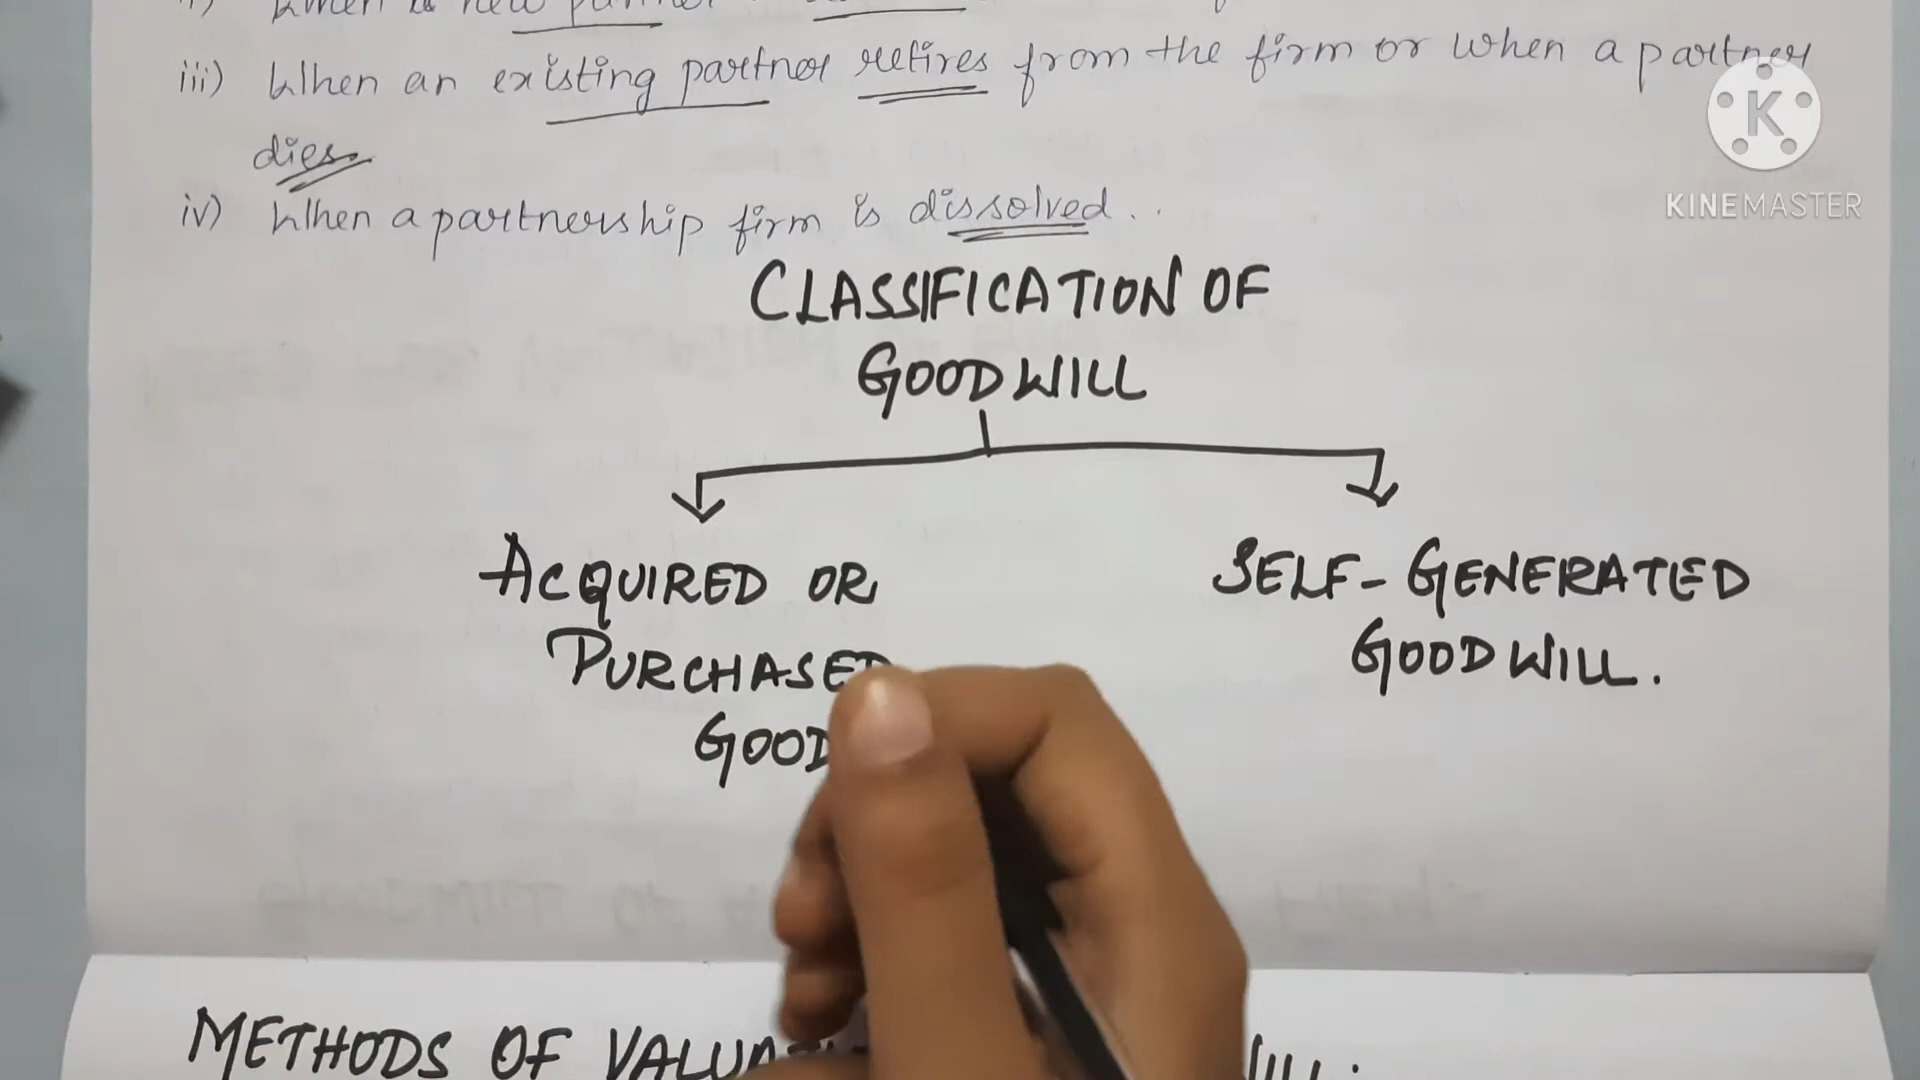 iii) When an existing partner retires from the firm or when a partner
dies
iv) When a partnership firm is dissolved..
CLASSIFICATION OF
GOODWILL
ACQUIRED OR
PURCHASED
SELF-GENERATED
GOODWILL.
METHODS OF
K
KINEMASTER